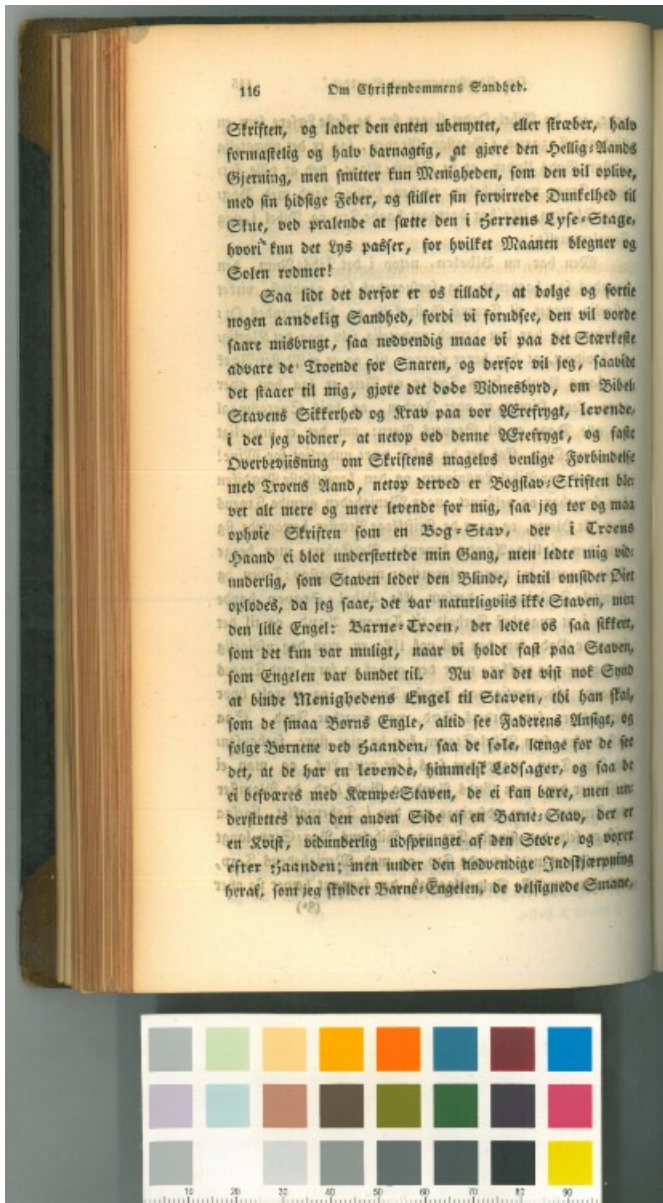 116 Om Christendommens Sandhed.
Skriften, og lader den enten ubenyttet, eller stræber, halv
formastelig og halv barnagtig, at gjøre den Hellig-Aands
Gjerning, men smitter kun Menigheden, som den vil oplive,
med sin hidsige Feber, og stiller sin forvirrede Dunkelhed til
Skue, ved pralende at sætte den i Herrens Lyse-Stage,
hvori kun det Lys passer, for hvilket Maanen blegner og
Solen rødmer!
Saa lidt det derfor er os tilladt, at dølge og fortie
nogen aandelig Sandhed, fordi vi forudsee, den vil vorde
saare misbrugt, saa nødvendig maae vi paa det Stærkeste
advare de Troende for Snaren, og derfor vil jeg, saavidt
det staaer til mig, gjøre det døde Vidnesbyrd, om Bibel-
Stavens Sikkerhed og Krav paa vor Ærefrygt, levende,
i det jeg vidner, at netop ved denne Ærefrygt, og faste
Overbeviisning om Skriftens mageløs venlige Forbindelse
med Troens Aand, netop derved er Bogstav-Skriften ble-
vet alt mere og mere levende for mig, saa jeg tør og maa
ophøie Skriften som en Bog-Stav, der i Troens
Haand ei blot understøttede min Gang, men ledte mig vid-
underlig, som Staven leder den Blinde, indtil omsider Øiet
oplodes, da jeg saae, det var naturligviis ikke Staven, men
den lille Engel: Barne-Troen, der ledte os saa sikkert,
som det kun var muligt, naar vi holdt fast paa Staven,
som Engelen var bundet til. Nu var det vist nok Synd
at binde Menighedens Engel til Staven, thi han skal,
som de smaa Børns Engle, altid see Faderens Ansigt, og
følge Børnene ved Haanden, saa de føle, længe før de see
det, at de har en levende, himmelsk Ledsager, og saa de
ei besværes med Kæmpe-Staven, de ei kan bære, men un-
derstøttes paa den anden Side af en Barne-Stav, der er
en Kvist, vidunderlig udsprunget af den Store, og voxer
efter Haanden; men under den nødvendige Indskjærpning
heraf, som jeg skylder Barne-Engelen, de velsignede Smaae,
10 20 30 40 50 60 70 80 90